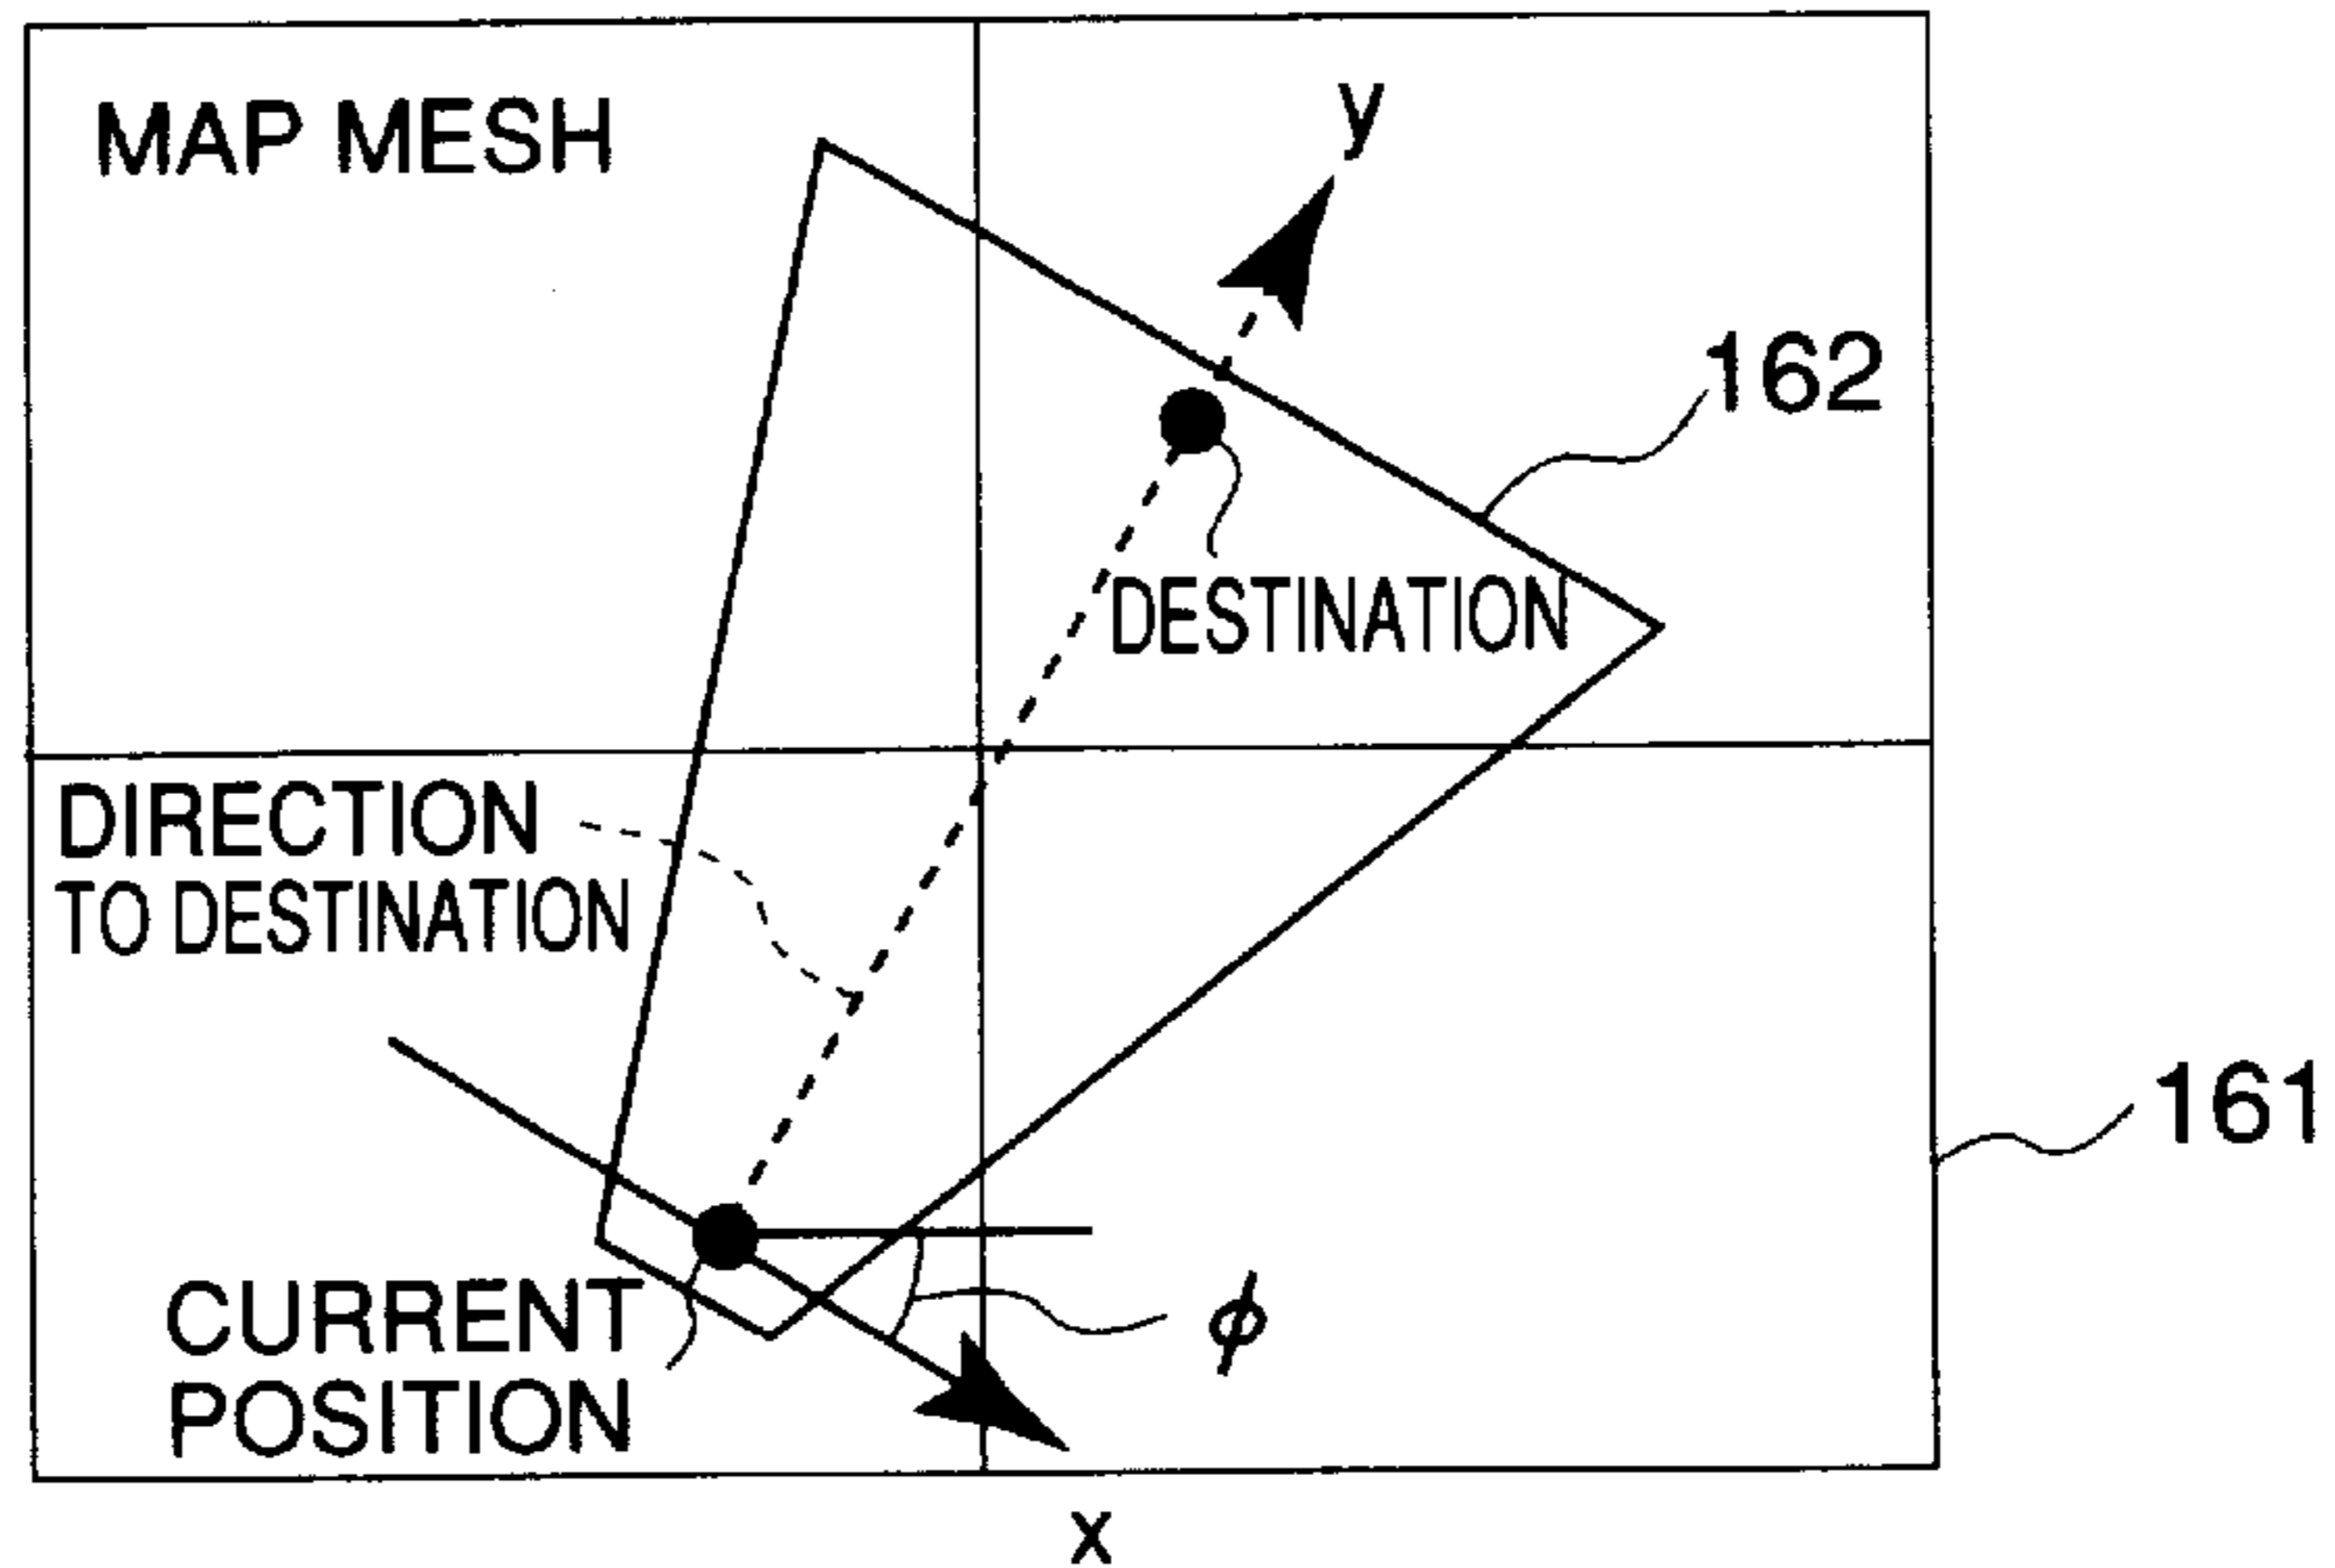 MAP MESH
y
162
DESTINATION
DIRECTION
TO DESTINATION
161
CURRENT
POSITION
ϕ
x